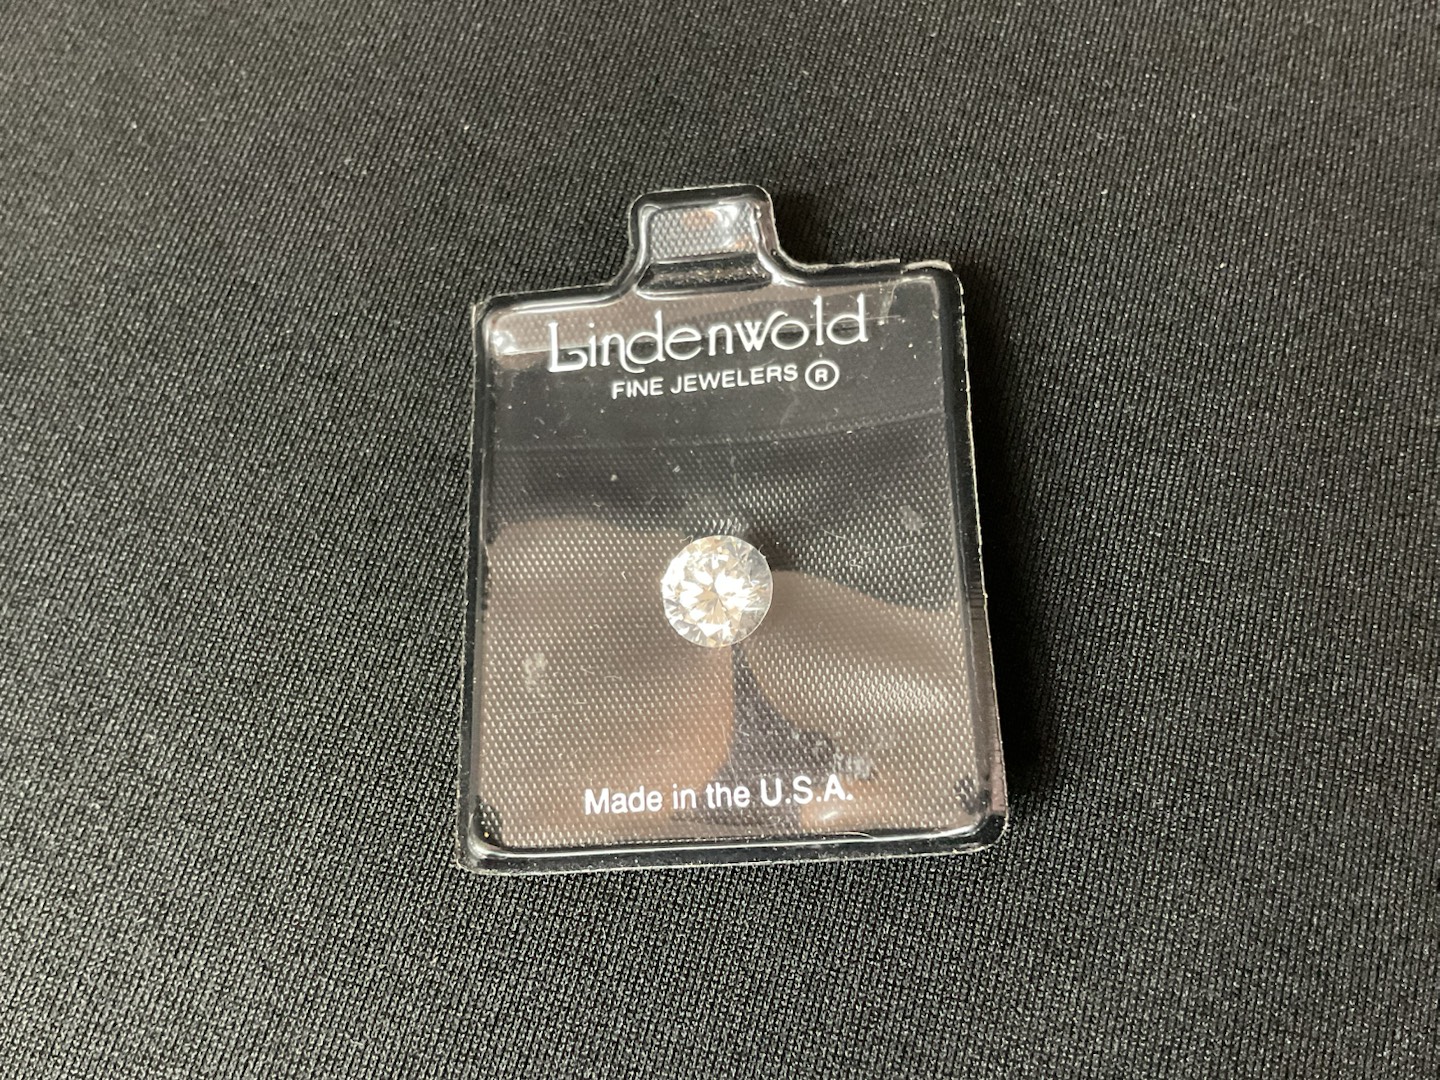 Lindenwold
FINE JEWELERS ®
Made in the U.S.A.